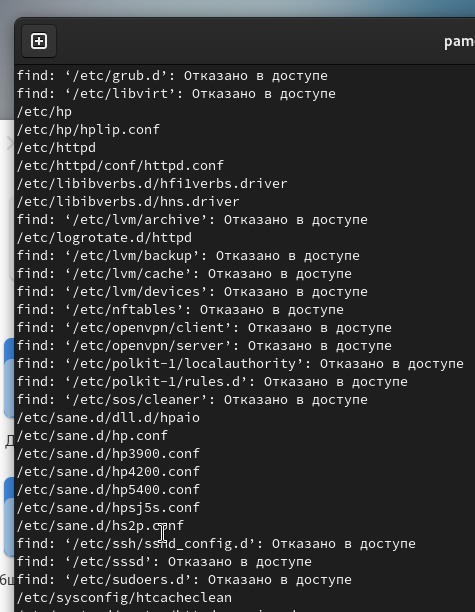 pam
find: ‘/etc/grub.d’: Отказано в доступе
find: ‘/etc/libvirt’: Отказано в доступе
/etc/hp
/etc/hp/hplip.conf
/etc/httpd
/etc/httpd/conf/httpd.conf
/etc/libibverbs.d/hfi1verbs.driver
/etc/libibverbs.d/hns.driver
find: ‘/etc/lvm/archive’: Отказано в доступе
/etc/logrotate.d/httpd
find: ‘/etc/lvm/backup’: Отказано в доступе
find: ‘/etc/lvm/cache’: Отказано в доступе
find: ‘/etc/lvm/devices’: Отказано в доступе
find: ‘/etc/nftables’: Отказано в доступе
find: ‘/etc/openvpn/client’: Отказано в доступе
find: ‘/etc/openvpn/server’: Отказано в доступе
find: ‘/etc/polkit-1/localauthority’: Отказано в доступе
find: ‘/etc/polkit-1/rules.d’: Отказано в доступе
find: ‘/etc/sos/cleaner’: Отказано в доступе
/etc/sane.d/dll.d/hpaio
/etc/sane.d/hp.conf
/etc/sane.d/hp3900.conf
/etc/sane.d/hp4200.conf
/etc/sane.d/hp5400.conf
/etc/sane.d/hpsj5s.conf
/etc/sane.d/hs2p.conf
find: ‘/etc/ssh/sshd_config.d’: Отказано в доступе
find: ‘/etc/sssd’: Отказано в доступе
find: ‘/etc/sudoers.d’: Отказано в доступе
/etc/sysconfig/htcacheclean